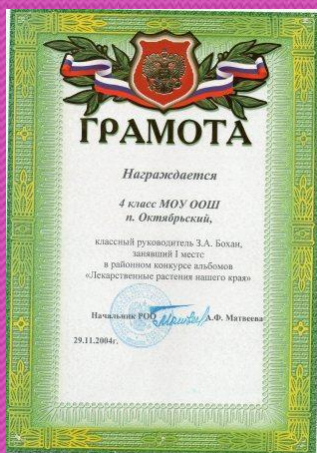 ГРАМОТА
Награждается
4 класс МОУ ООШ
п. Октябрьский,
классный руководитель З.А. Бохан,
занявший I место
в районном конкурсе альбомов
«Лекарственные растения нашего края»
Начальник РОО А.Ф. Матвеева
29.11.2004г.